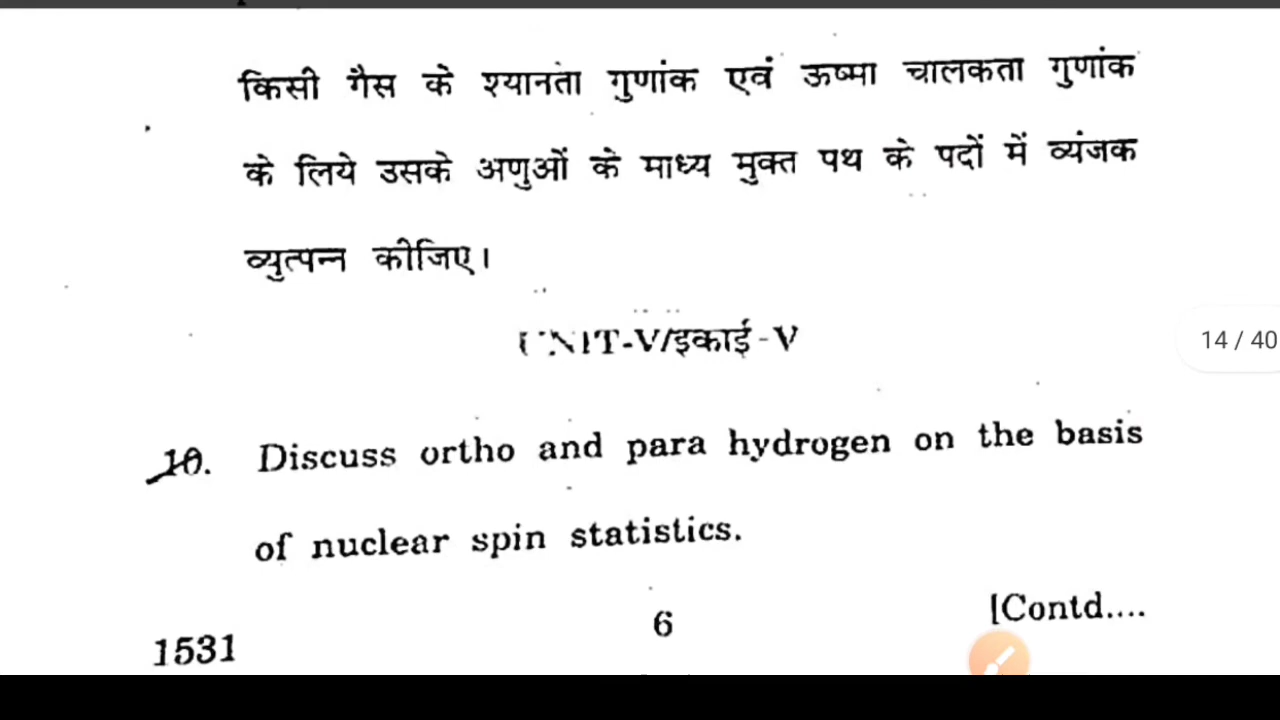 किसी गैस के श्यानता गुणांक एवं ऊष्मा चालकता गुणांक
के लिये उसके अणुओं के माध्य मुक्त पथ के पदों में व्यंजक
व्युत्पन्न कीजिए।
UNIT-V/इकाई-V
14 / 40
10. Discuss ortho and para hydrogen on the basis
of nuclear spin statistics.
[Contd....
6
1531